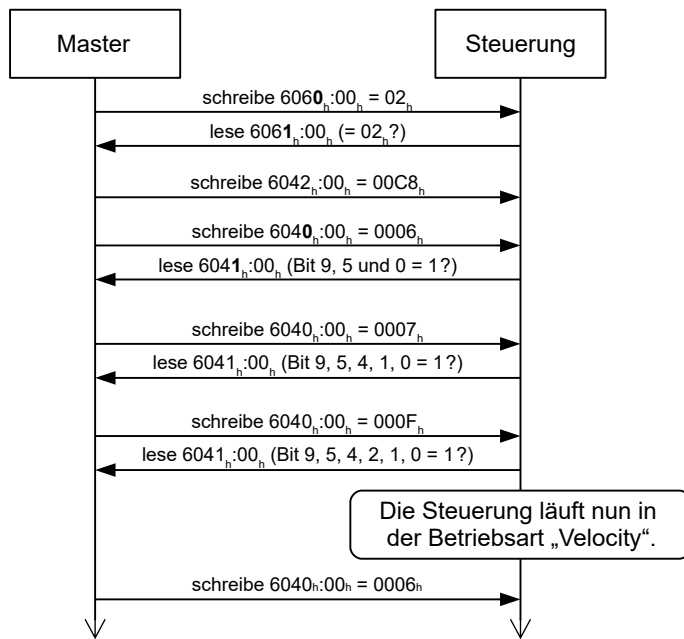 Master
Steuerung
schreibe 6060h:00h = 02h
lese 6061h:00h (= 02h?)
schreibe 6042h:00h = 00C8h
schreibe 6040h:00h = 0006h
lese 6041h:00h (Bit 9, 5 und 0 = 1?)
schreibe 6040h:00h = 0007h
lese 6041h:00h (Bit 9, 5, 4, 1, 0 = 1?)
schreibe 6040h:00h = 000Fh
lese 6041h:00h (Bit 9, 5, 4, 2, 1, 0 = 1?)
Die Steuerung läuft nun in
der Betriebsart „Velocity“.
schreibe 6040h:00h = 0006h